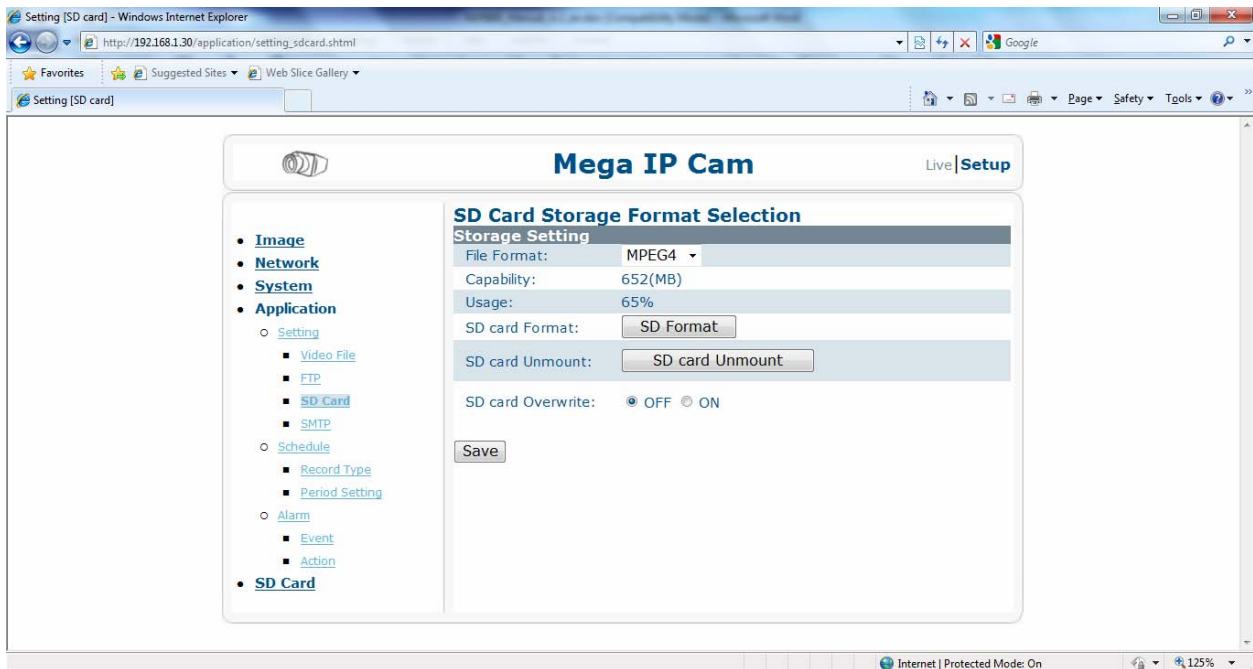 Setting [SD card] - Windows Internet Explorer
http://192.168.1.30/application/setting_sdcard.shtml
Google
Favorites
Suggested Sites
Web Slice Gallery
Setting [SD card]
Page
Safety
Tools
Mega IP Cam
Live|Setup
Image
Network
System
Application
Setting
Video File
FTP
SD Card
SMTP
Schedule
Record Type
Period Setting
Alarm
Event
Action
SD Card
SD Card Storage Format Selection
Storage Setting
File Format: MPEG4
Capability: 652(MB)
Usage: 65%
SD card Format: SD Format
SD card Unmount: SD card Unmount
SD card Overwrite: OFF ON
Save
Internet | Protected Mode: On
125%